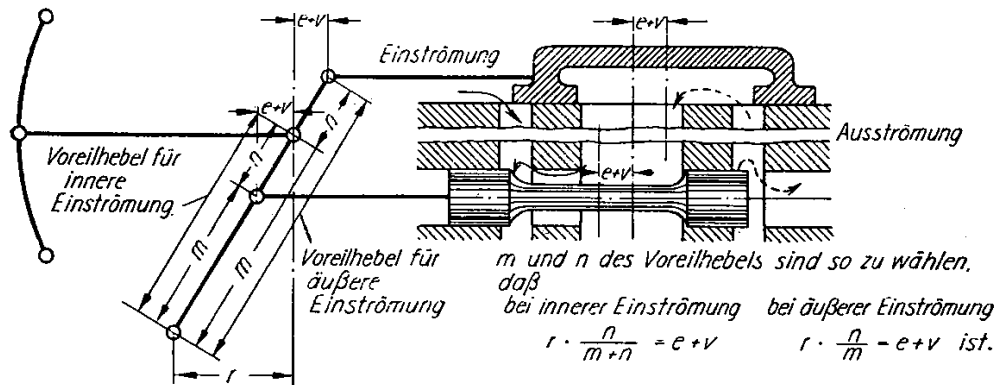 e+v
e+v
Einströmung
e+v
n
Ausströmung
Voreilhebel für
innere
Einströmung.
n
e+v
m
m
Voreilhebel für
äußere
Einströmung
r
m und n des Voreilhebels sind so zu wählen,
daß
bei innerer Einströmung
bei äußerer Einströmung
r · n/m+n = e+v
r · n/m = e+v ist.